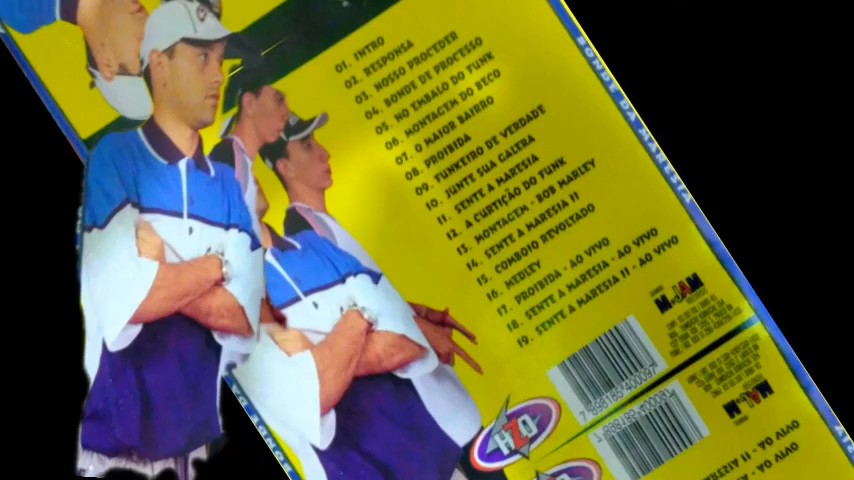 01. INTRO
02. RESPONSA
03. NOSSO PROCEDER
04. BONDE DE PROCESSO
05. NO EMBALO DO FUNK
06. MONTAGEM DO BECO
07. O MAIOR BAIRRO
08. PROIBIDA
09. FUNKEIRO DE VERDADE
10. JUNTE SUA GALERA
11. SENTE A MARESIA
12. A CURTIÇÃO DO FUNK
13. MONTAGEM - BOB MARLEY
14. SENTE A MARESIA II
15. COMBOIO REVOLTADO
16. MEDLEY
17. PROIBIDA - AO VIVO
18. SENTE A MARESIA - AO VIVO
19. SENTE A MARESIA II - AO VIVO
BONDE DA MARESIA